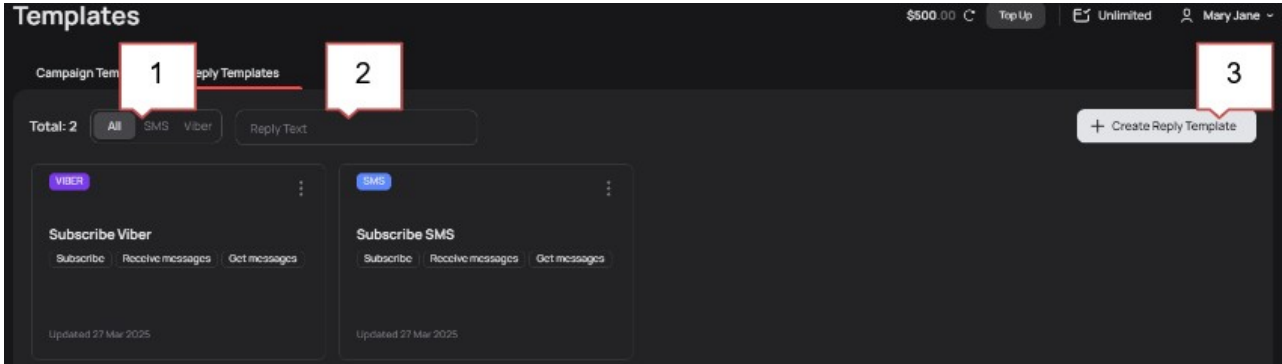 Templates
$500.00 Top Up Unlimited Mary Jane
1 2 3
Campaign Tem eply Templates
Total: 2 All SMS Viber Reply Text + Create Reply Template
VIBER SMS
Subscribe Viber Subscribe SMS
Subscribe Receive messages Get messages Subscribe Receive messages Get messages
Updated 27 Mar 2025 Updated 27 Mar 2025